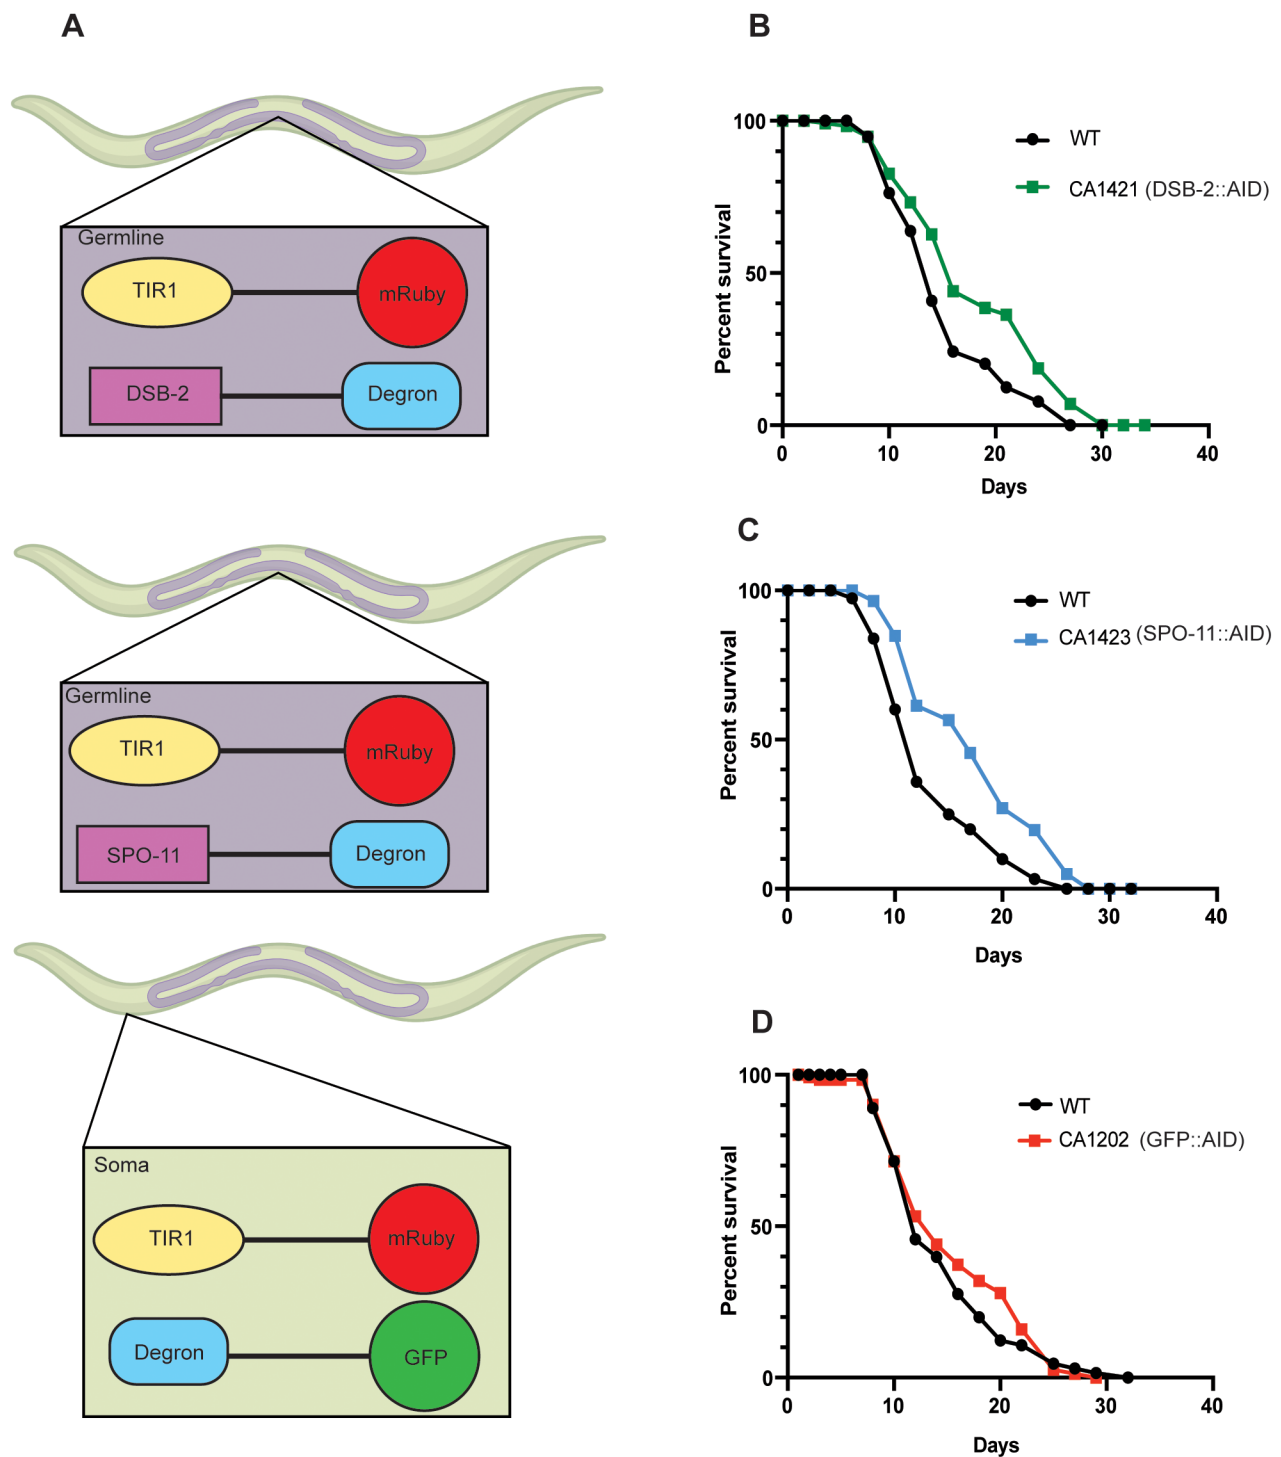 A
Germline
TIR1
mRuby
DSB-2
Degron
Germline
TIR1
mRuby
SPO-11
Degron
Soma
TIR1
mRuby
Degron
GFP
B
Percent survival
100
50
0
0 10 20 30 40
Days
WT
CA1421 (DSB-2::AID)
C
Percent survival
100
50
0
0 10 20 30 40
Days
WT
CA1423 (SPO-11::AID)
D
Percent survival
100
50
0
0 10 20 30 40
Days
WT
CA1202 (GFP::AID)